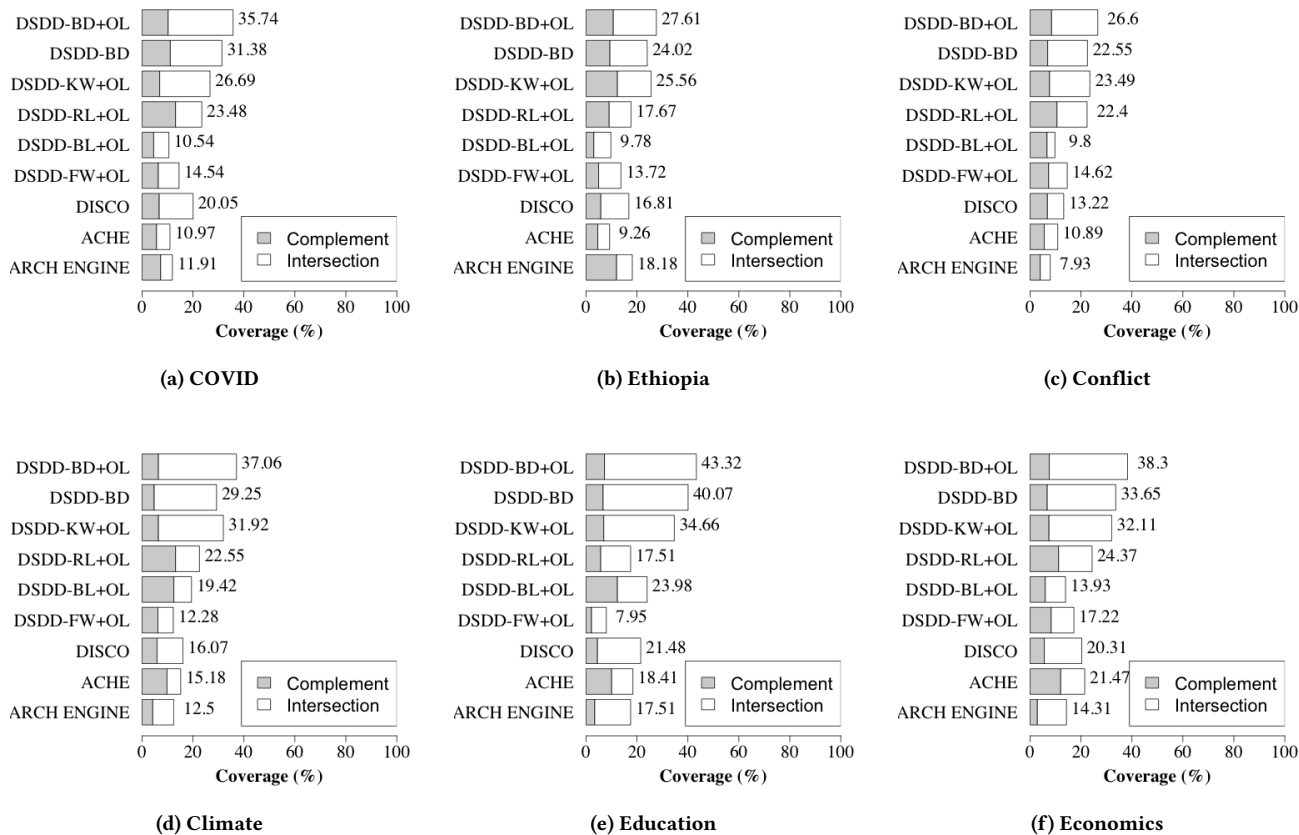 DSDD-BD+OL 35.74
DSDD-BD 31.38
DSDD-KW+OL 26.69
DSDD-RL+OL 23.48
DSDD-BL+OL 10.54
DSDD-FW+OL 14.54
DISCO 20.05
ACHE 10.97
ARCH ENGINE 11.91
Complement
Intersection
0 20 40 60 80 100
Coverage (%)
(a) COVID
DSDD-BD+OL 27.61
DSDD-BD 24.02
DSDD-KW+OL 25.56
DSDD-RL+OL 17.67
DSDD-BL+OL 9.78
DSDD-FW+OL 13.72
DISCO 16.81
ACHE 9.26
ARCH ENGINE 18.18
Complement
Intersection
0 20 40 60 80 100
Coverage (%)
(b) Ethiopia
DSDD-BD+OL 26.6
DSDD-BD 22.55
DSDD-KW+OL 23.49
DSDD-RL+OL 22.4
DSDD-BL+OL 9.8
DSDD-FW+OL 14.62
DISCO 13.22
ACHE 10.89
ARCH ENGINE 7.93
Complement
Intersection
0 20 40 60 80 100
Coverage (%)
(c) Conflict
DSDD-BD+OL 37.06
DSDD-BD 29.25
DSDD-KW+OL 31.92
DSDD-RL+OL 22.55
DSDD-BL+OL 19.42
DSDD-FW+OL 12.28
DISCO 16.07
ACHE 15.18
ARCH ENGINE 12.5
Complement
Intersection
0 20 40 60 80 100
Coverage (%)
(d) Climate
DSDD-BD+OL 43.32
DSDD-BD 40.07
DSDD-KW+OL 34.66
DSDD-RL+OL 17.51
DSDD-BL+OL 23.98
DSDD-FW+OL 7.95
DISCO 21.48
ACHE 18.41
ARCH ENGINE 17.51
Complement
Intersection
0 20 40 60 80 100
Coverage (%)
(e) Education
DSDD-BD+OL 38.3
DSDD-BD 33.65
DSDD-KW+OL 32.11
DSDD-RL+OL 24.37
DSDD-BL+OL 13.93
DSDD-FW+OL 17.22
DISCO 20.31
ACHE 21.47
ARCH ENGINE 14.31
Complement
Intersection
0 20 40 60 80 100
Coverage (%)
(f) Economics